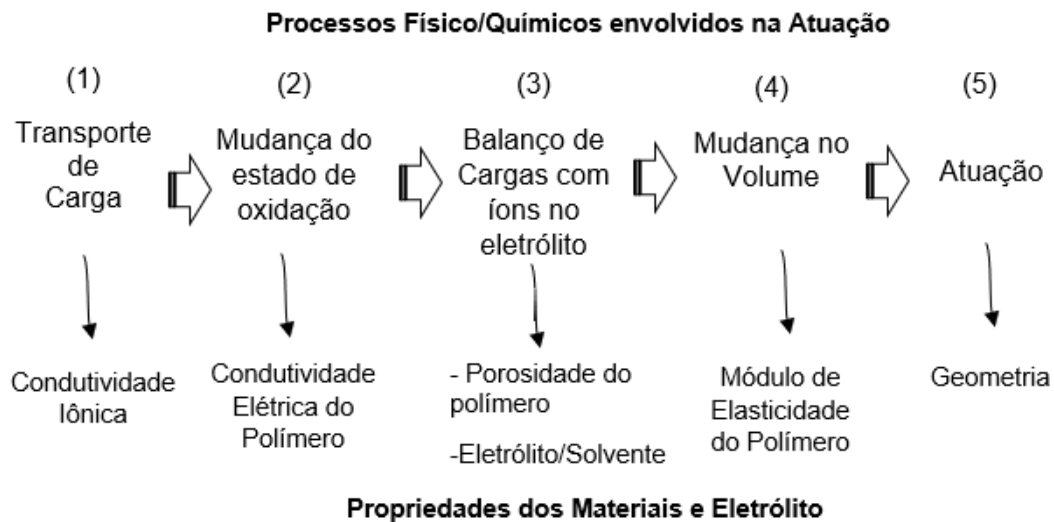 Processos Físico/Químicos envolvidos na Atuação
(1)
Transporte
de
Carga
(2)
Mudança do
estado de
oxidação
(3)
Balanço de
Cargas com
íons no
eletrólito
(4)
Mudança no
Volume
(5)
Atuação
Condutividade
Iônica
Condutividade
Elétrica do
Polímero
- Porosidade do
polímero
-Eletrólito/Solvente
Módulo de
Elasticidade
do Polímero
Geometria
Propriedades dos Materiais e Eletrólito